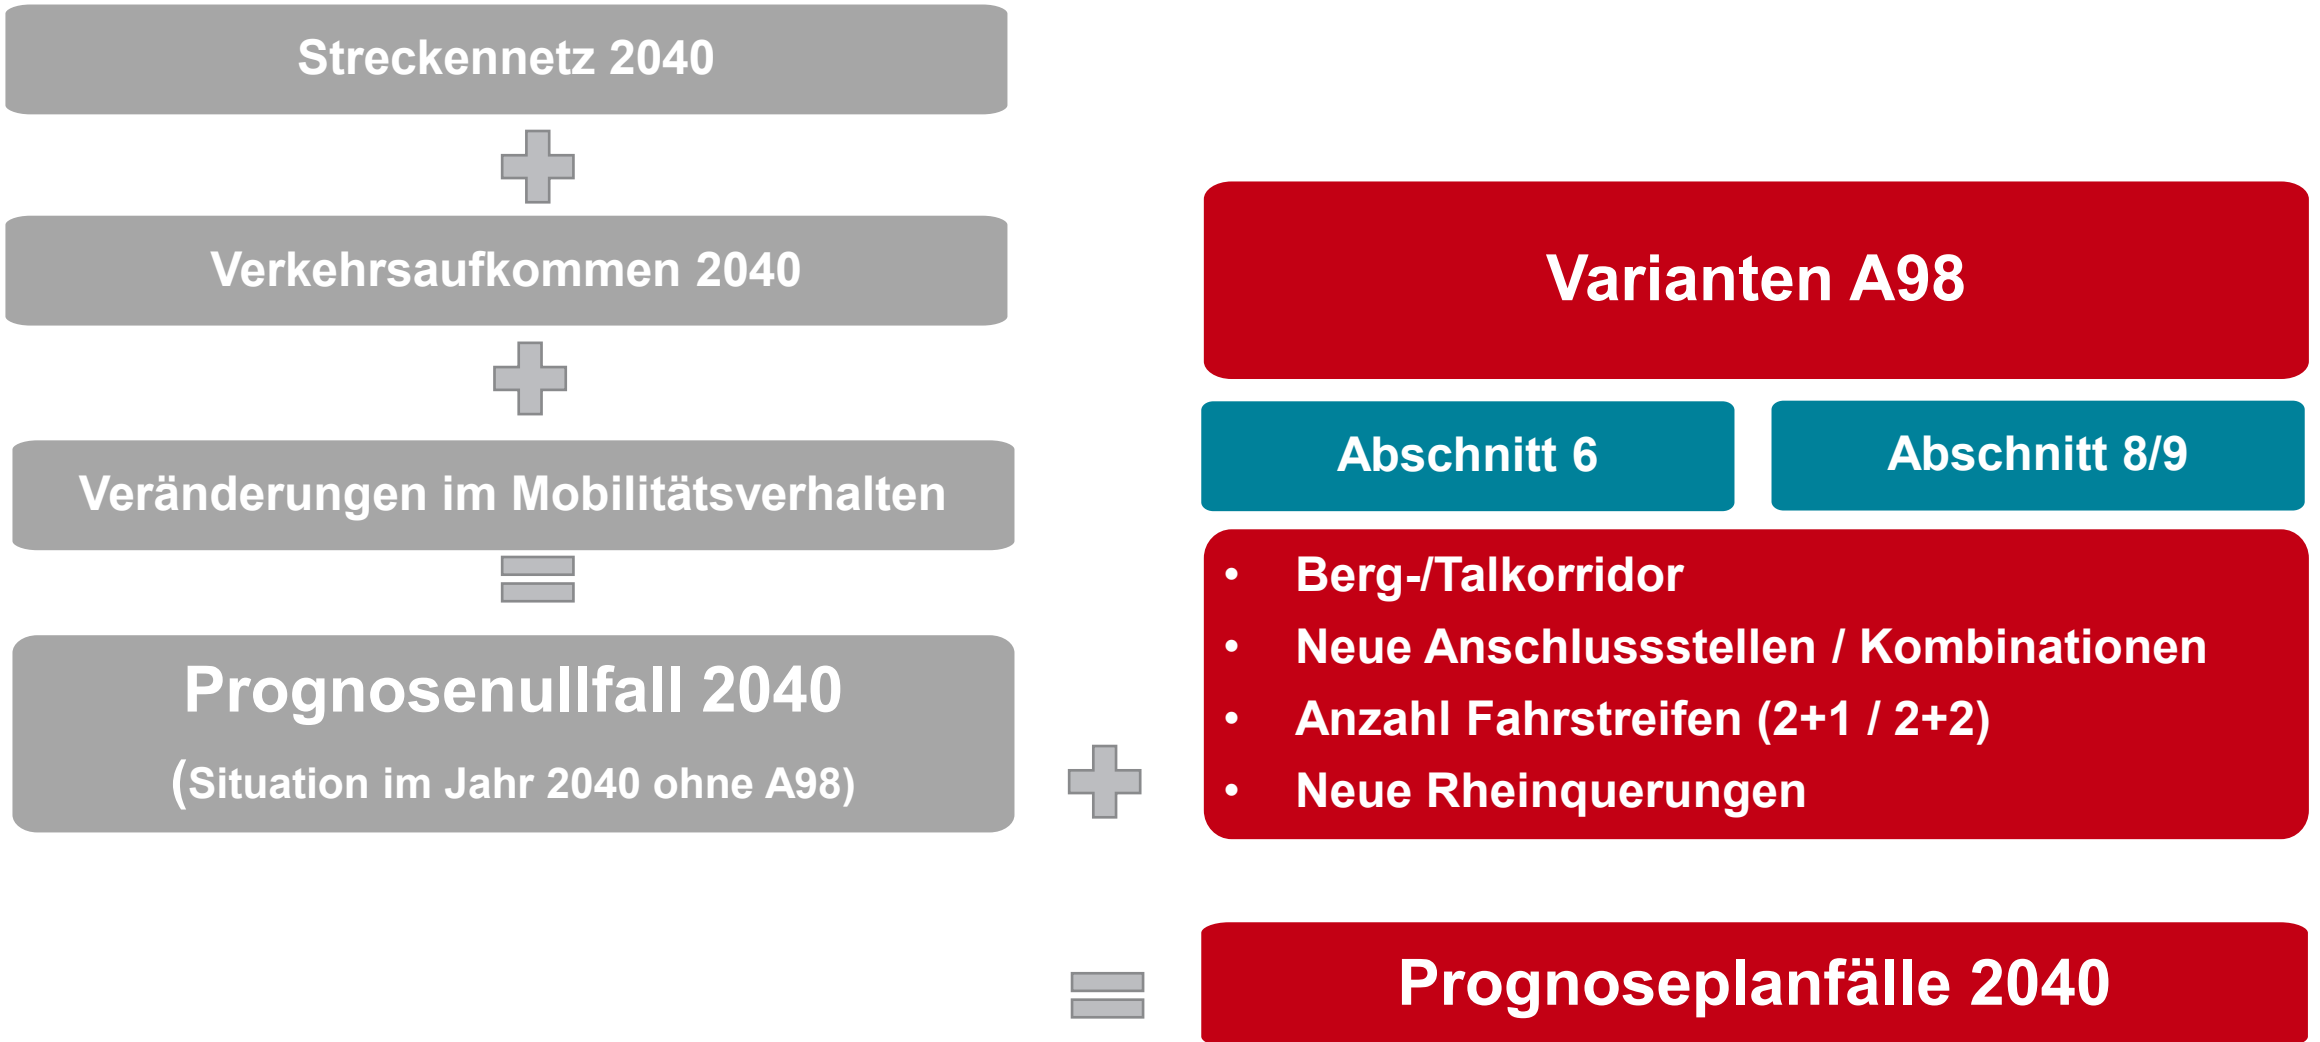 Streckennetz 2040
Verkehrsaufkommen 2040
Veränderungen im Mobilitätsverhalten
Prognosenullfall 2040
(Situation im Jahr 2040 ohne A98)
Varianten A98
Abschnitt 6
Abschnitt 8/9
• Berg-/Talkorridor
• Neue Anschlussstellen / Kombinationen
• Anzahl Fahrstreifen (2+1 / 2+2)
• Neue Rheinquerungen
Prognoseplanfälle 2040